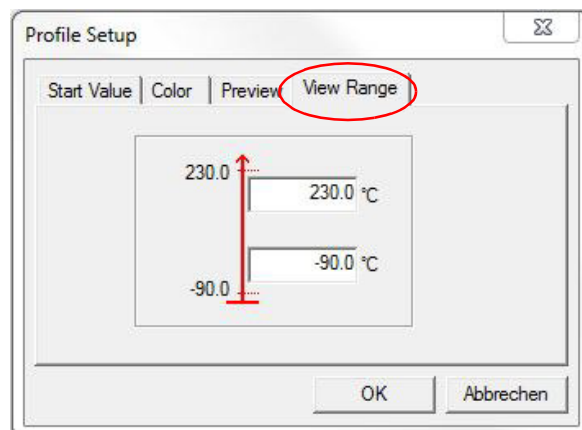 Profile Setup
Start Value Color Preview View Range
230.0
230.0 °C
-90.0 °C
-90.0
OK Abbrechen